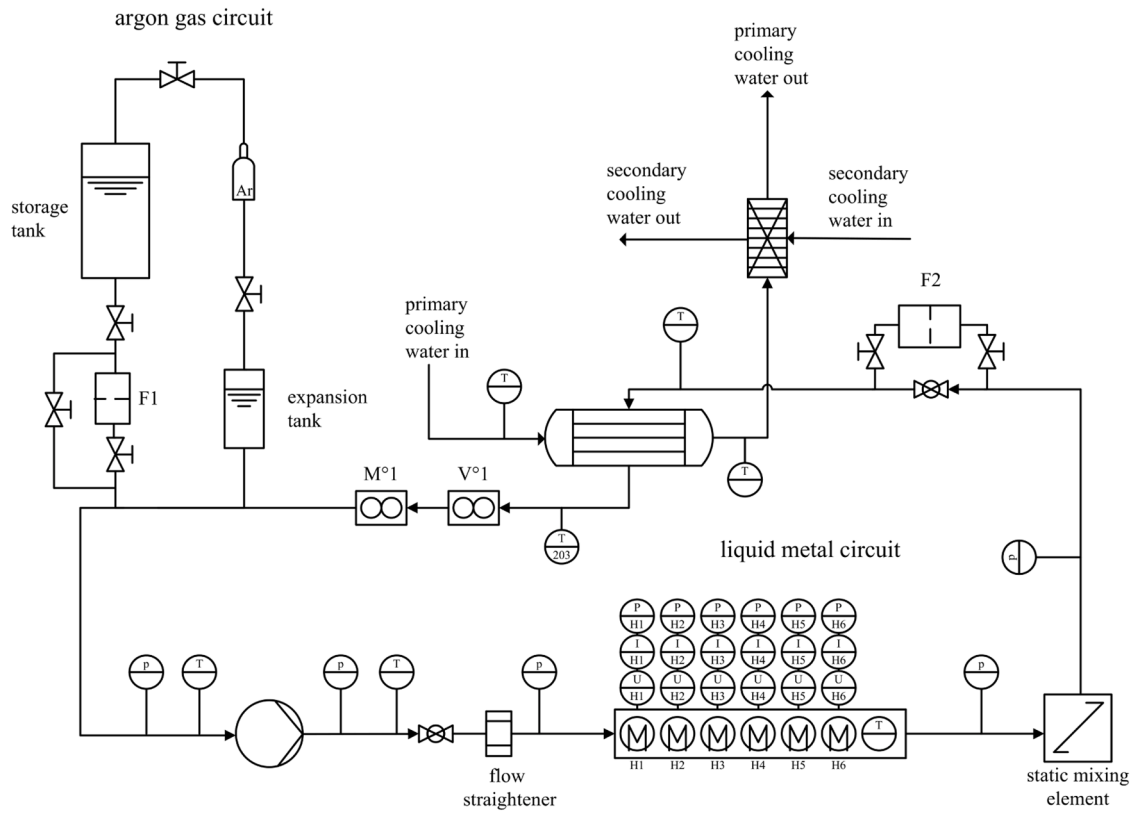 argon gas circuit
primary
cooling
water out
secondary
cooling
water out
secondary
cooling
water in
Ar
storage
tank
F2
primary
cooling
water in
T
T
F1
expansion
tank
T
M°1
V°1
T
203
liquid metal circuit
p
P
H1
P
H2
P
H3
P
H4
P
H5
P
H6
I
H1
I
H2
I
H3
I
H4
I
H5
I
H6
U
H1
U
H2
U
H3
U
H4
U
H5
U
H6
p
T
p
T
p
p
T
H1
H2
H3
H4
H5
H6
flow
straightener
static mixing
element